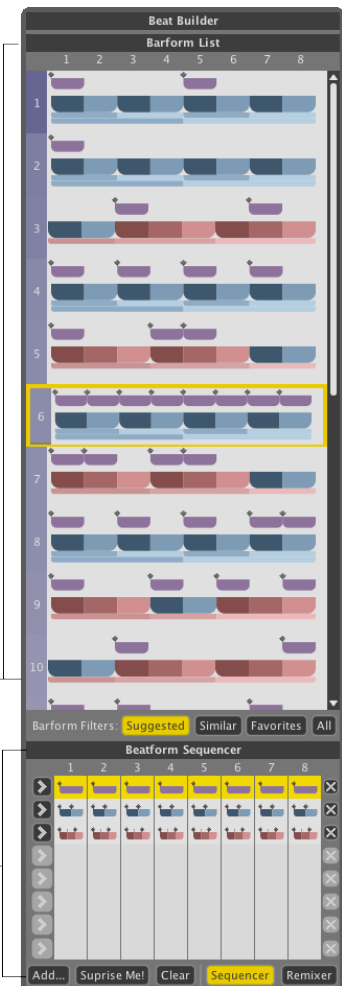 Beat Builder
Barform List
1 2 3 4 5 6 7 8
1
2
3
4
5
6
7
8
9
10
Barform Filters: Suggested Similar Favorites All
Beatform Sequencer
1 2 3 4 5 6 7 8
Add... Suprise Me! Clear Sequencer Remixer